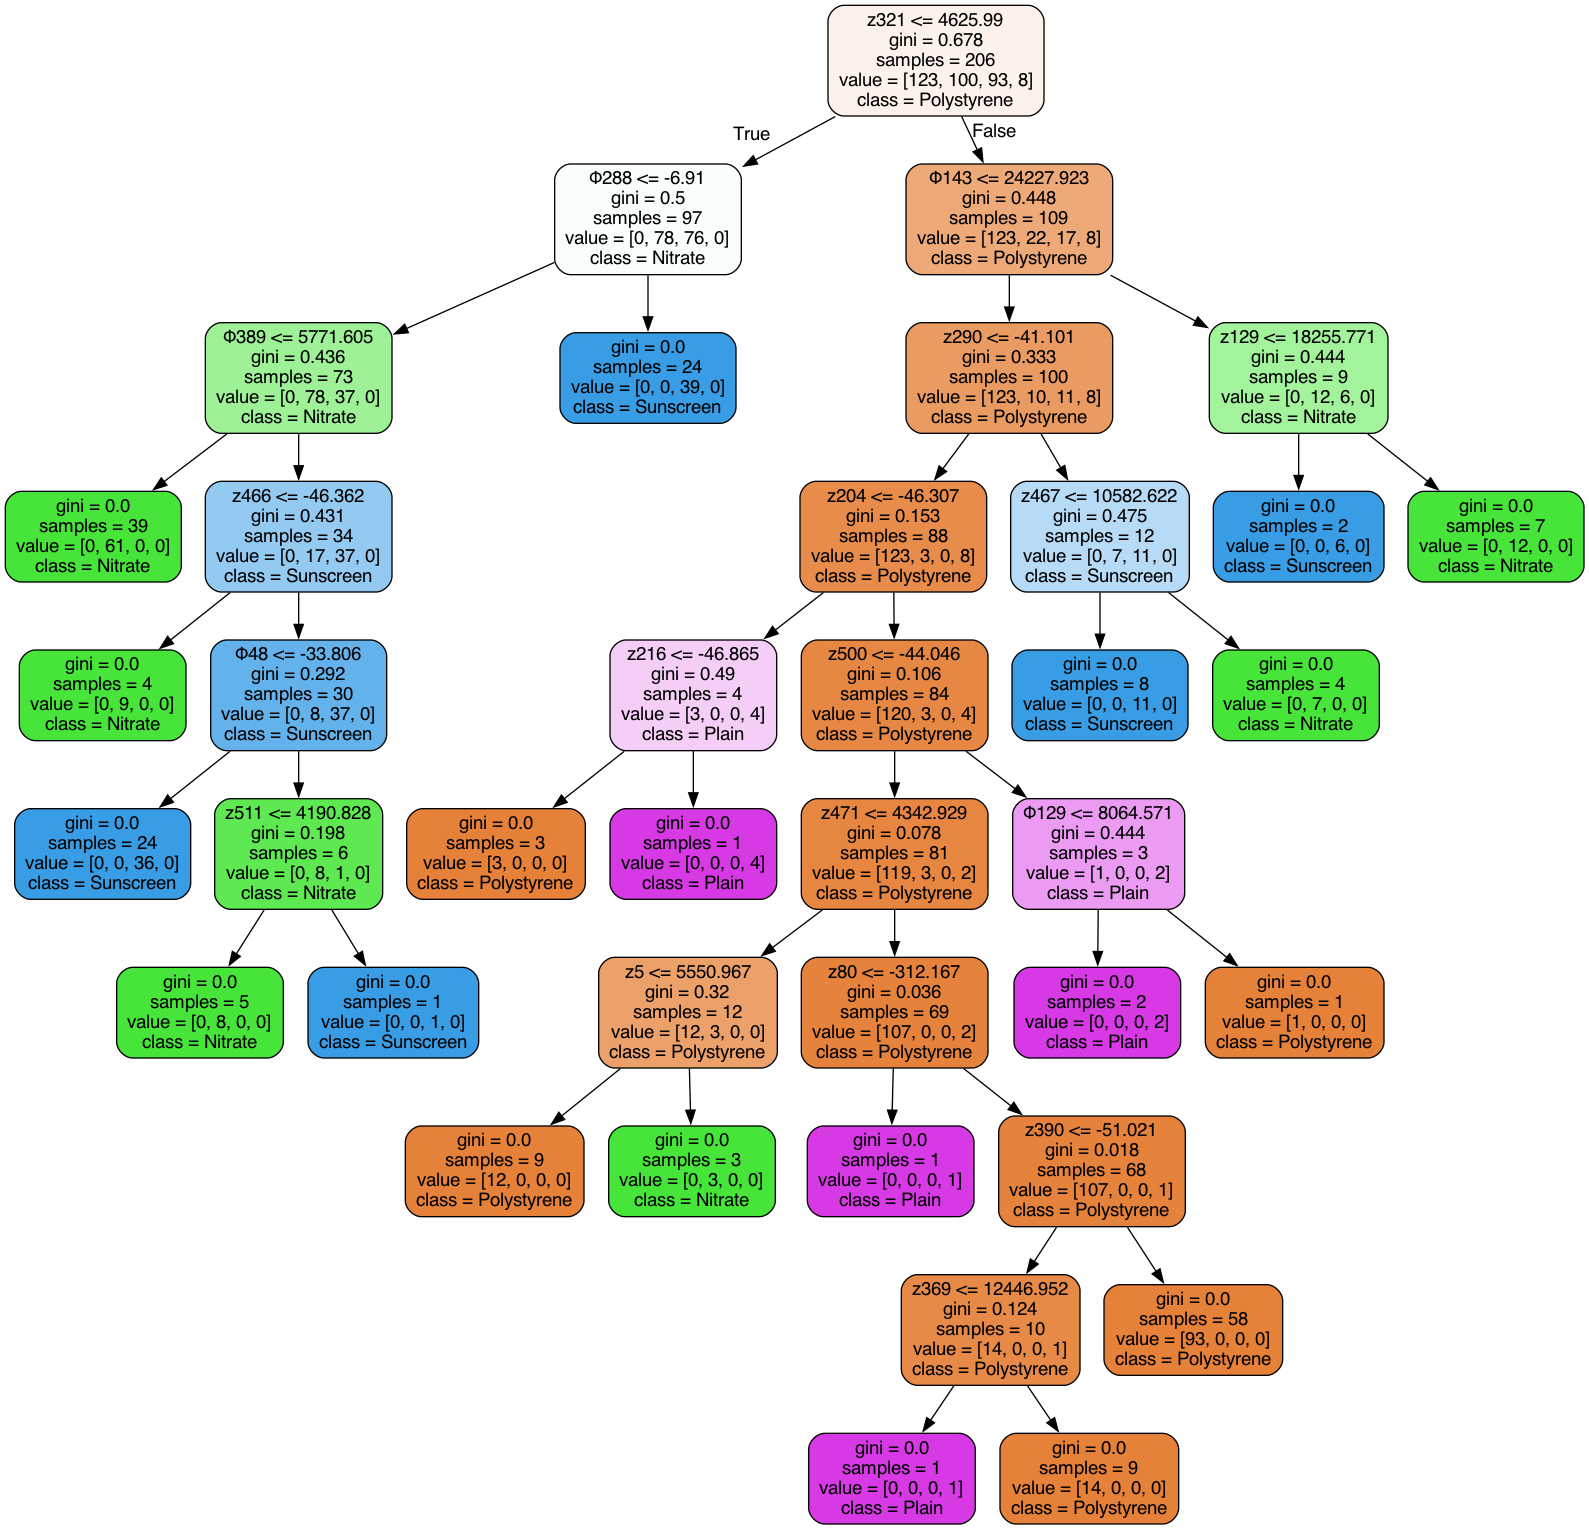 z321 <= 4625.99
gini = 0.678
samples = 206
value = [123, 100, 93, 8]
class = Polystyrene
True
False
Φ288 <= -6.91
gini = 0.5
samples = 97
value = [0, 78, 76, 0]
class = Nitrate
Φ143 <= 24227.923
gini = 0.448
samples = 109
value = [123, 22, 17, 8]
class = Polystyrene
Φ389 <= 5771.605
gini = 0.436
samples = 73
value = [0, 78, 37, 0]
class = Nitrate
gini = 0.0
samples = 24
value = [0, 0, 39, 0]
class = Sunscreen
z290 <= -41.101
gini = 0.333
samples = 100
value = [123, 10, 11, 8]
class = Polystyrene
z129 <= 18255.771
gini = 0.444
samples = 9
value = [0, 12, 6, 0]
class = Nitrate
gini = 0.0
samples = 39
value = [0, 61, 0, 0]
class = Nitrate
z466 <= -46.362
gini = 0.431
samples = 34
value = [0, 17, 37, 0]
class = Sunscreen
z204 <= -46.307
gini = 0.153
samples = 88
value = [123, 3, 0, 8]
class = Polystyrene
z467 <= 10582.622
gini = 0.475
samples = 12
value = [0, 7, 11, 0]
class = Sunscreen
gini = 0.0
samples = 2
value = [0, 0, 6, 0]
class = Sunscreen
gini = 0.0
samples = 7
value = [0, 12, 0, 0]
class = Nitrate
gini = 0.0
samples = 4
value = [0, 9, 0, 0]
class = Nitrate
Φ48 <= -33.806
gini = 0.292
samples = 30
value = [0, 8, 37, 0]
class = Sunscreen
z216 <= -46.865
gini = 0.49
samples = 4
value = [3, 0, 0, 4]
class = Plain
z500 <= -44.046
gini = 0.106
samples = 84
value = [120, 3, 0, 4]
class = Polystyrene
gini = 0.0
samples = 8
value = [0, 0, 11, 0]
class = Sunscreen
gini = 0.0
samples = 4
value = [0, 7, 0, 0]
class = Nitrate
gini = 0.0
samples = 24
value = [0, 0, 36, 0]
class = Sunscreen
z511 <= 4190.828
gini = 0.198
samples = 6
value = [0, 8, 1, 0]
class = Nitrate
gini = 0.0
samples = 3
value = [3, 0, 0, 0]
class = Polystyrene
gini = 0.0
samples = 1
value = [0, 0, 0, 4]
class = Plain
z471 <= 4342.929
gini = 0.078
samples = 81
value = [119, 3, 0, 2]
class = Polystyrene
Φ129 <= 8064.571
gini = 0.444
samples = 3
value = [1, 0, 0, 2]
class = Plain
gini = 0.0
samples = 5
value = [0, 8, 0, 0]
class = Nitrate
gini = 0.0
samples = 1
value = [0, 0, 1, 0]
class = Sunscreen
z5 <= 5550.967
gini = 0.32
samples = 12
value = [12, 3, 0, 0]
class = Polystyrene
z80 <= -312.167
gini = 0.036
samples = 69
value = [107, 0, 0, 2]
class = Polystyrene
gini = 0.0
samples = 2
value = [0, 0, 0, 2]
class = Plain
gini = 0.0
samples = 1
value = [1, 0, 0, 0]
class = Polystyrene
gini = 0.0
samples = 9
value = [12, 0, 0, 0]
class = Polystyrene
gini = 0.0
samples = 3
value = [0, 3, 0, 0]
class = Nitrate
gini = 0.0
samples = 1
value = [0, 0, 0, 1]
class = Plain
z390 <= -51.021
gini = 0.018
samples = 68
value = [107, 0, 0, 1]
class = Polystyrene
z369 <= 12446.952
gini = 0.124
samples = 10
value = [14, 0, 0, 1]
class = Polystyrene
gini = 0.0
samples = 58
value = [93, 0, 0, 0]
class = Polystyrene
gini = 0.0
samples = 1
value = [0, 0, 0, 1]
class = Plain
gini = 0.0
samples = 9
value = [14, 0, 0, 0]
class = Polystyrene